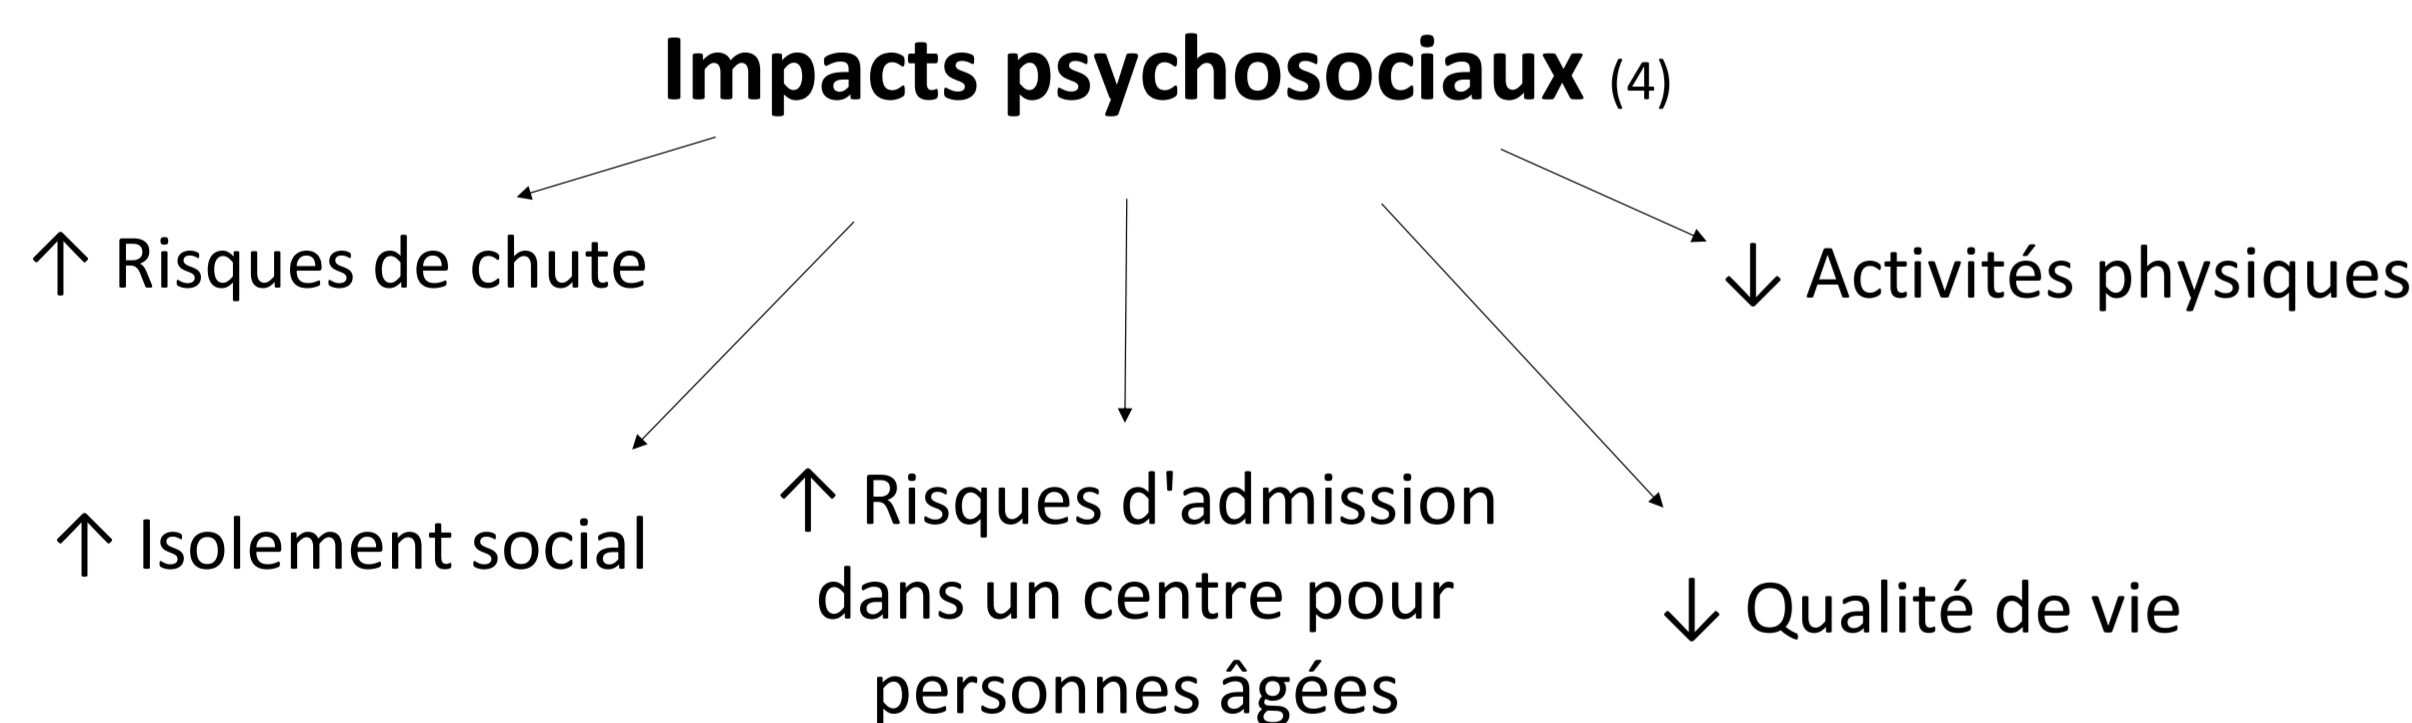 Impacts psychosociaux (4)
↑ Risques de chute
↓ Activités physiques
↑ Isolement social
↑ Risques d'admission
dans un centre pour
personnes âgées
↓ Qualité de vie